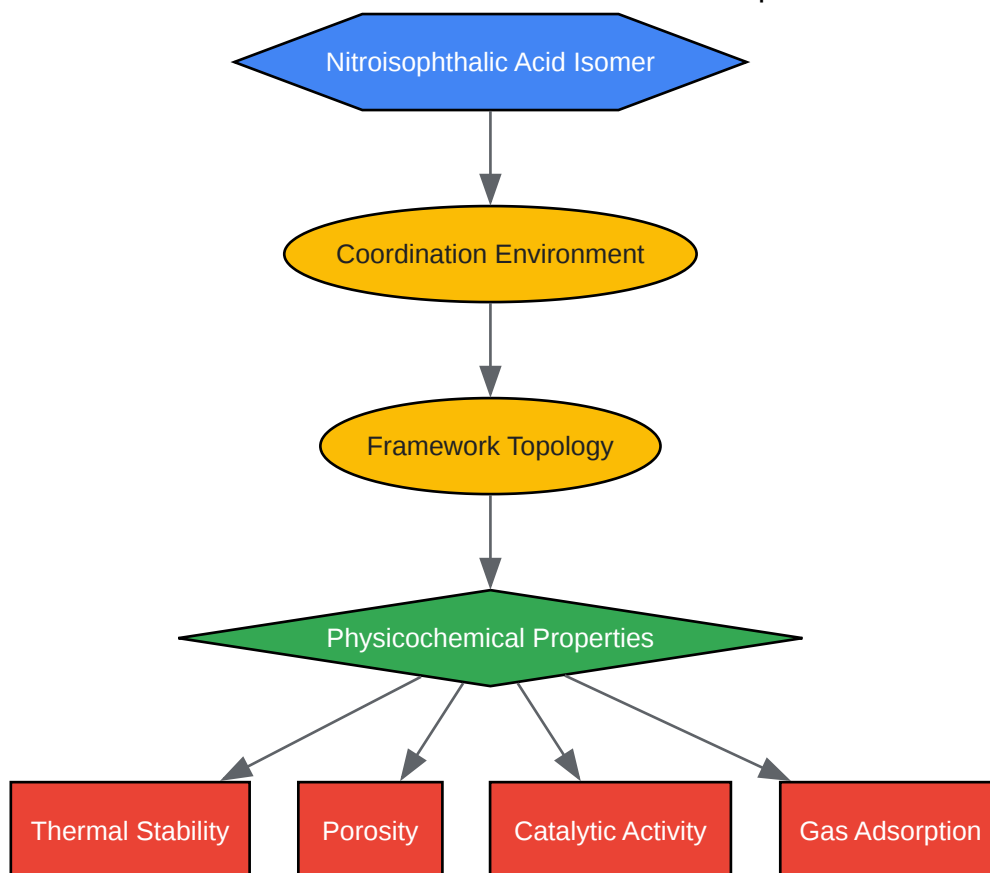 Nitroisophthalic Acid Isomer
Coordination Environment
Framework Topology
Physicochemical Properties
Thermal Stability
Porosity
Catalytic Activity
Gas Adsorption